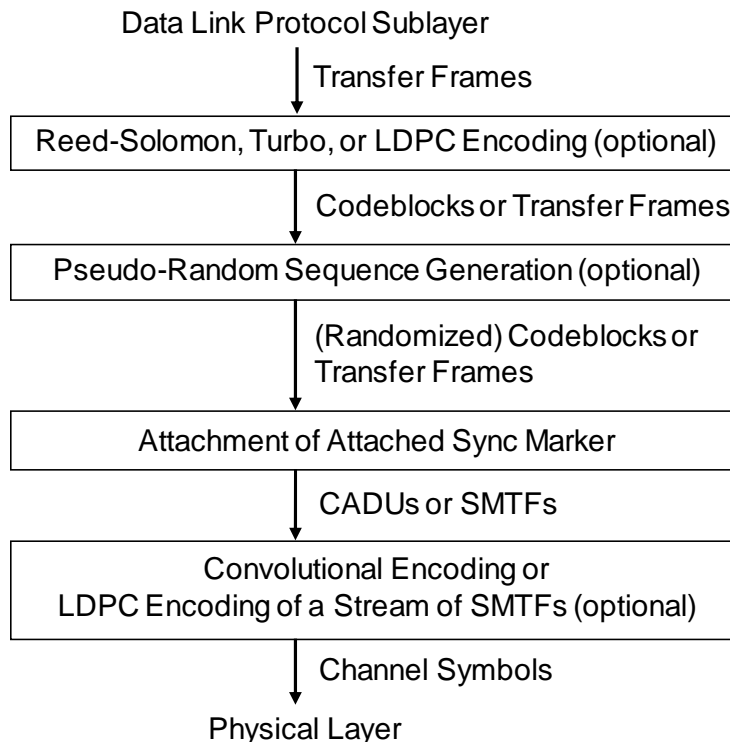 Data Link Protocol Sublayer
Transfer Frames
Reed-Solomon, Turbo, or LDPC Encoding (optional)
Codeblocks or Transfer Frames
Pseudo-Random Sequence Generation (optional)
(Randomized) Codeblocks or
Transfer Frames
Attachment of Attached Sync Marker
CADUs or SMTFs
Convolutional Encoding or
LDPC Encoding of a Stream of SMTFs (optional)
Channel Symbols
Physical Layer